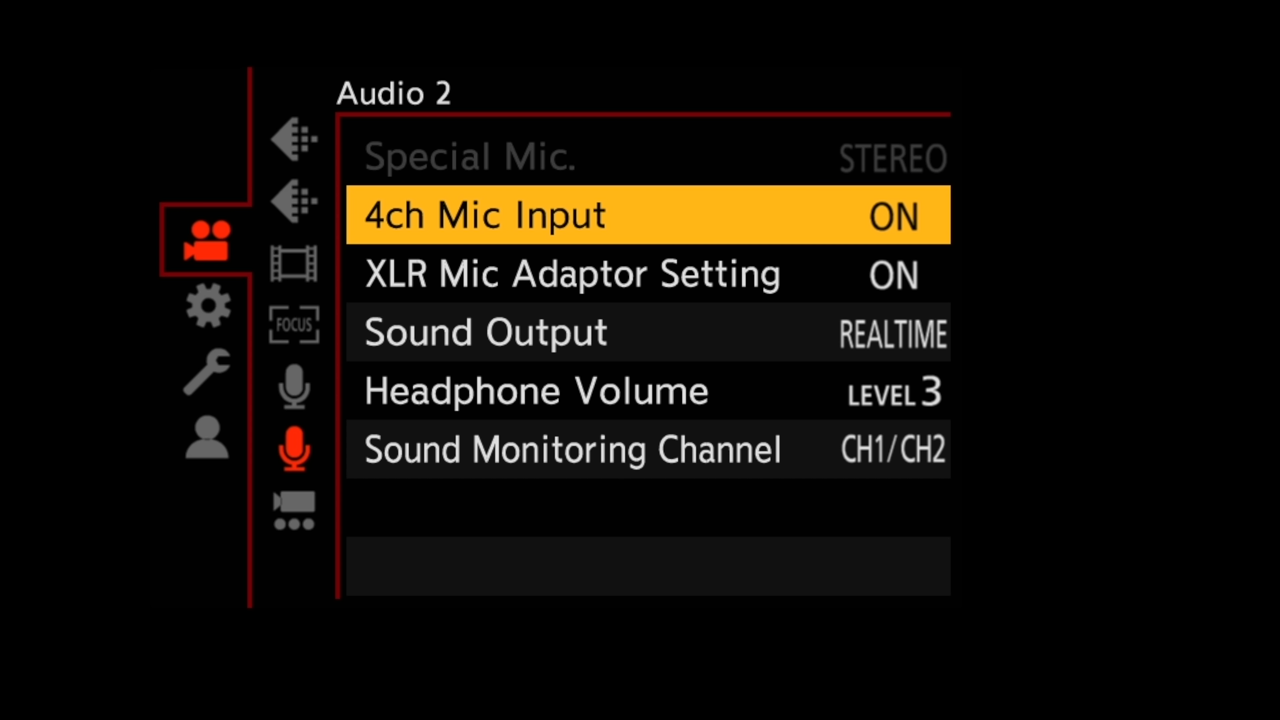 Audio 2
Special Mic. STEREO
4ch Mic Input ON
XLR Mic Adaptor Setting ON
Sound Output REALTIME
FOCUS
Headphone Volume LEVEL 3
Sound Monitoring Channel CH1/CH2